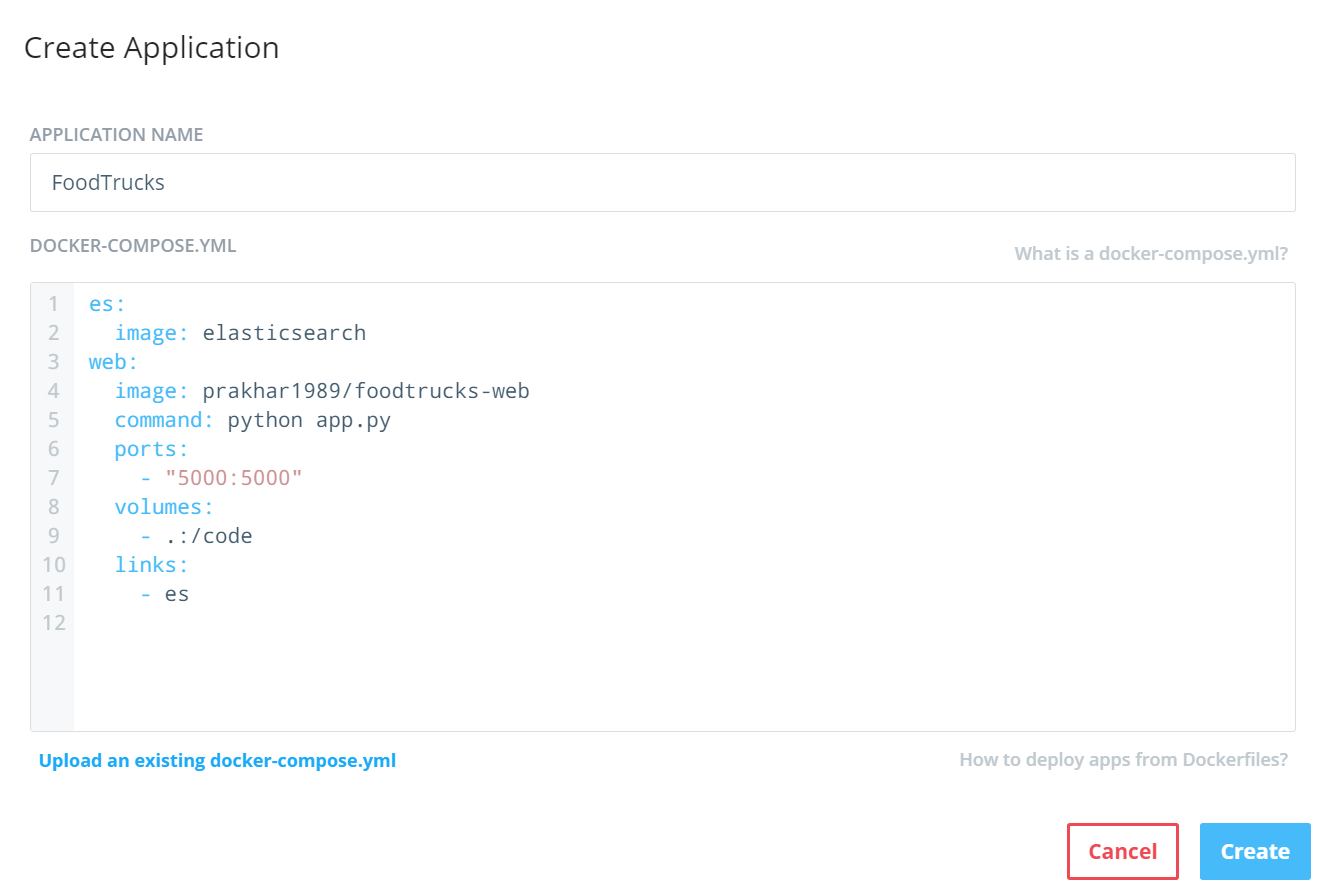 Create Application
APPLICATION NAME
FoodTrucks
DOCKER-COMPOSE.YML
What is a docker-compose.yml?
1 es:
2   image: elasticsearch
3 web:
4   image: prakhar1989/foodtrucks-web
5   command: python app.py
6   ports:
7     - "5000:5000"
8   volumes:
9     - .:/code
10   links:
11     - es
12
Upload an existing docker-compose.yml
How to deploy apps from Dockerfiles?
Cancel
Create